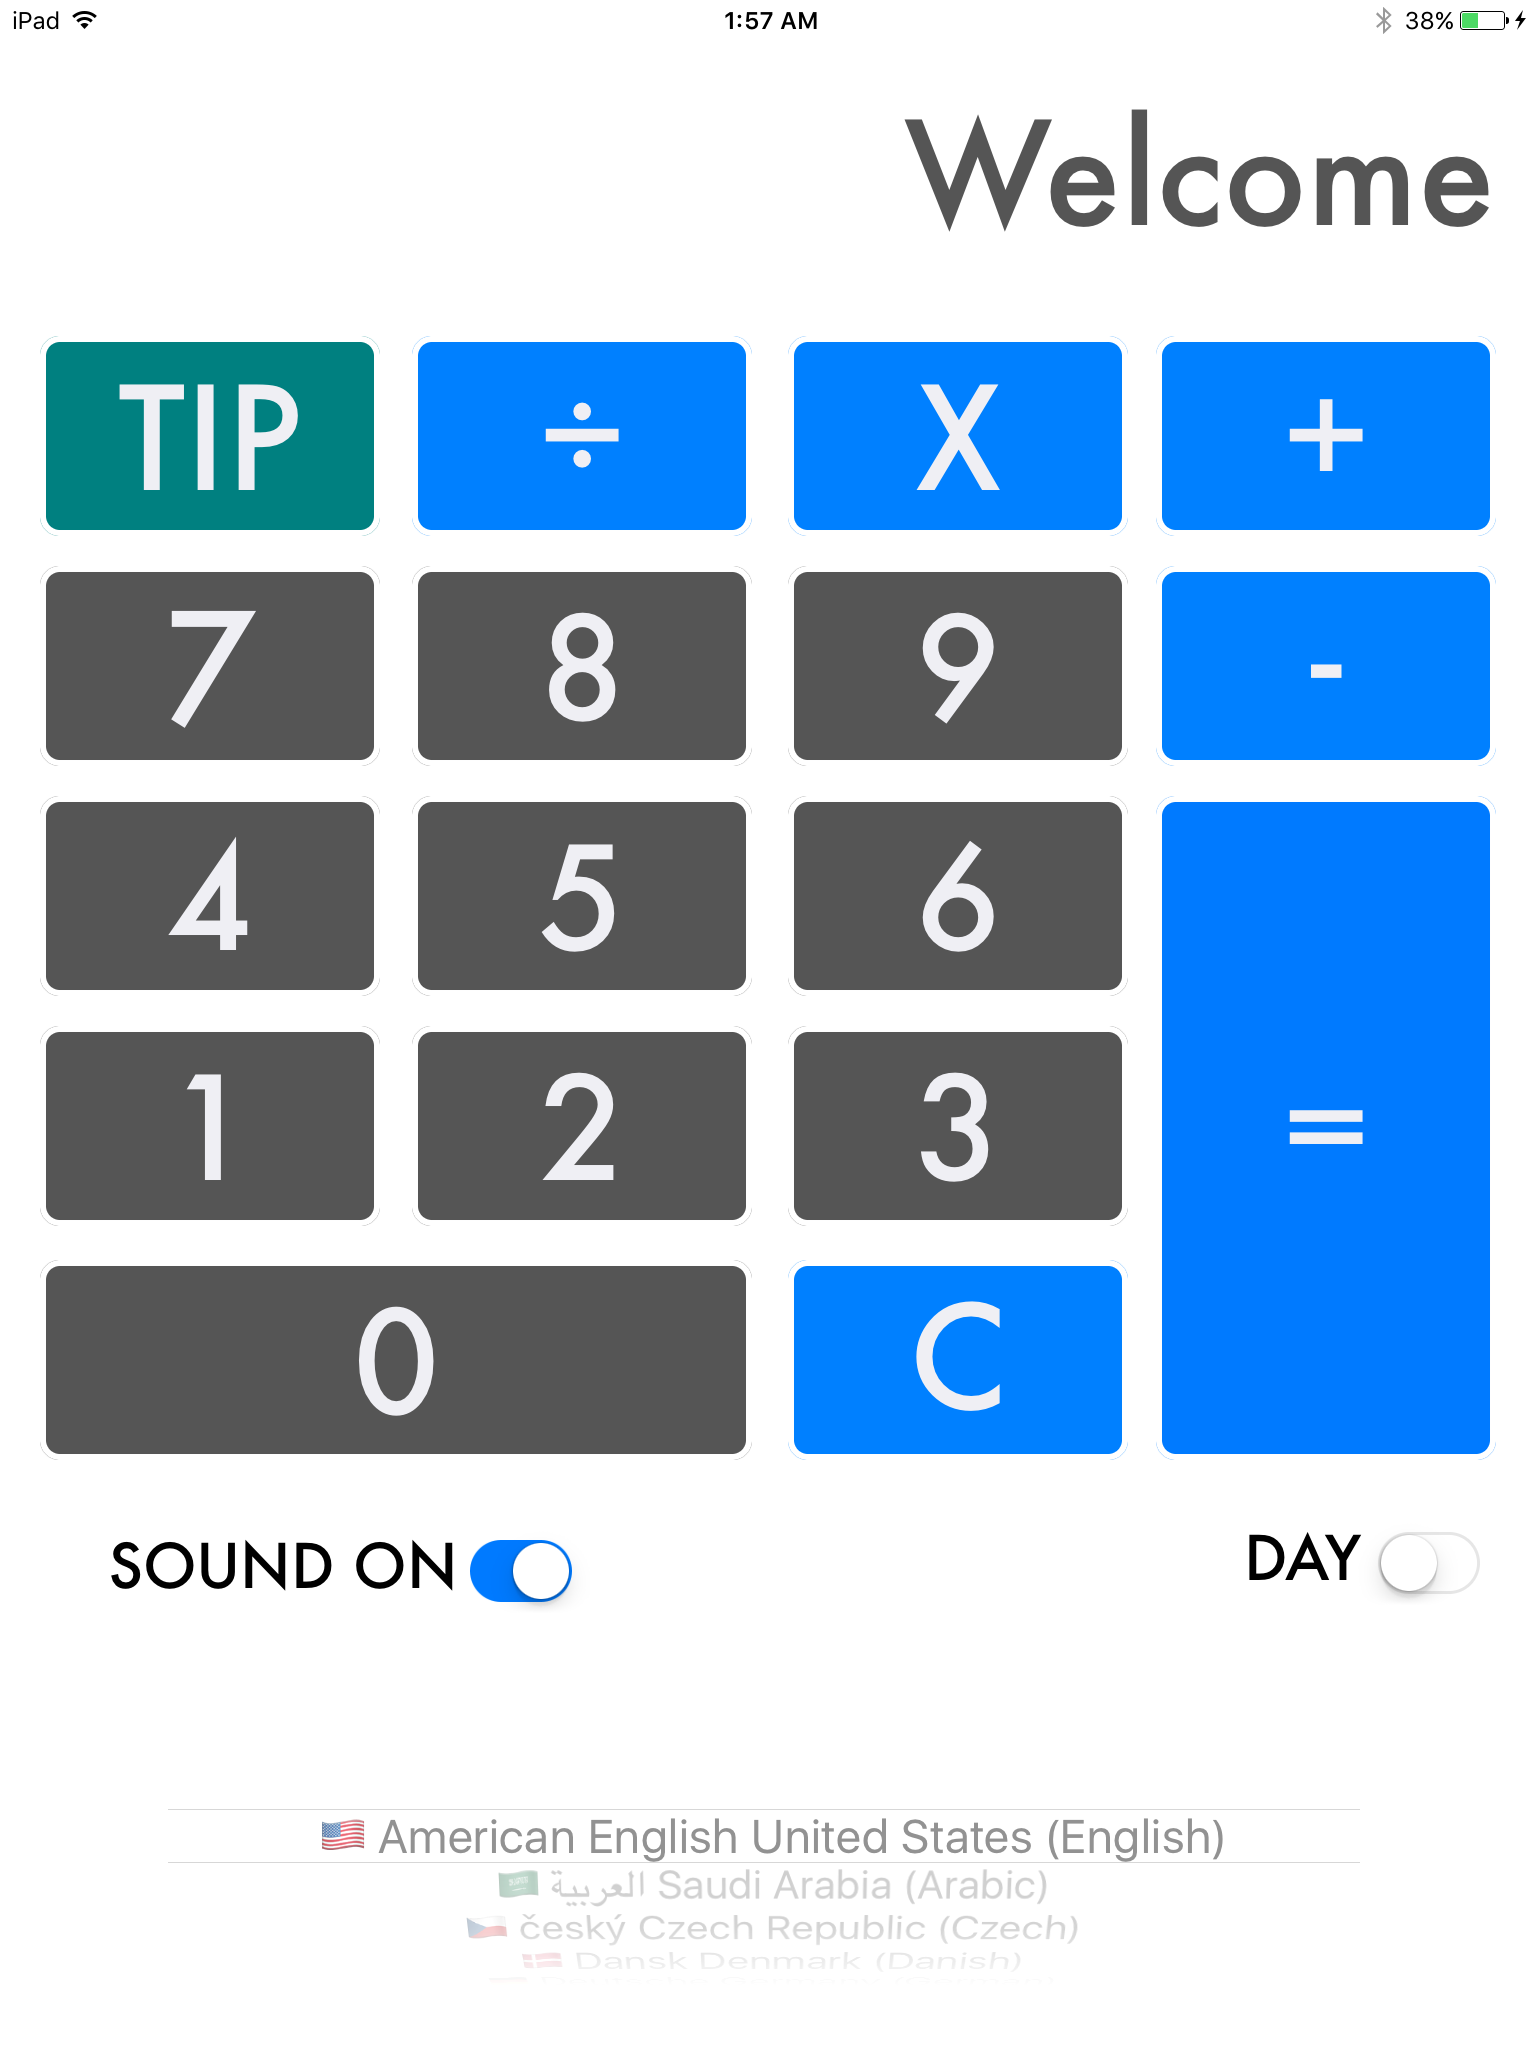 iPad 1:57 AM 38%
Welcome
TIP ÷ X +
7 8 9 -
4 5 6
1 2 3 =
0 C
SOUND ON DAY
American English United States (English)
العربية Saudi Arabia (Arabic)
český Czech Republic (Czech)
Dansk Denmark (Danish)